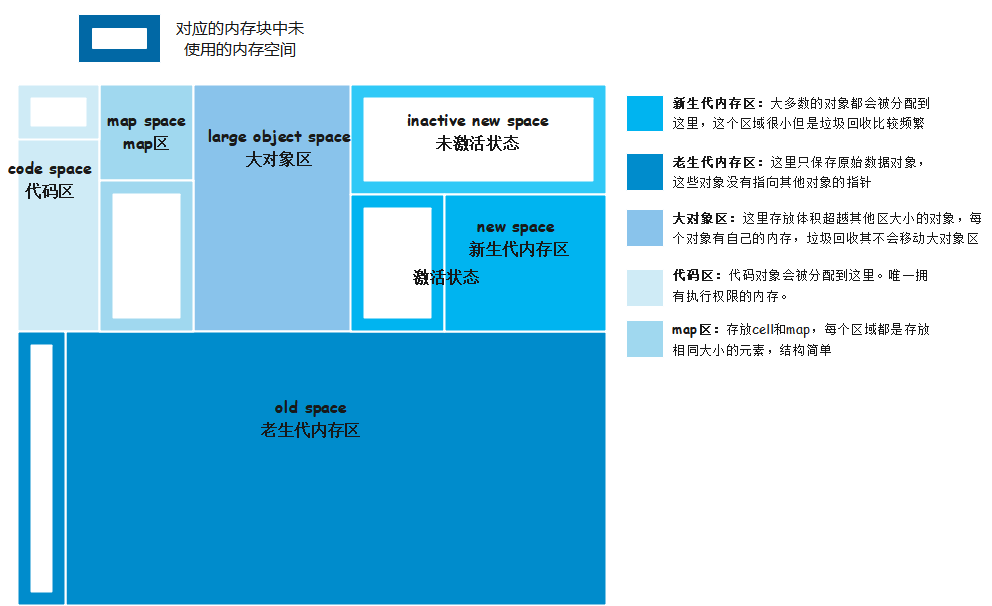 对应的内存块中未
使用的内存空间
map space
map区
large object space
大对象区
inactive new space
未激活状态
code space
代码区
new space
新生代内存区
激活状态
old space
老生代内存区
新生代内存区：大多数的对象都会被分配到
这里，这个区域很小但是垃圾回收比较频繁
老生代内存区：这里只保存原始数据对象，
这些对象没有指向其他对象的指针
大对象区：这里存放体积超越其他区大小的对象，每
个对象有自己的内存，垃圾回收其不会移动大对象区
代码区：代码对象会被分配到这里。唯一拥
有执行权限的内存。
map区：存放cell和map，每个区域都是存放
相同大小的元素，结构简单